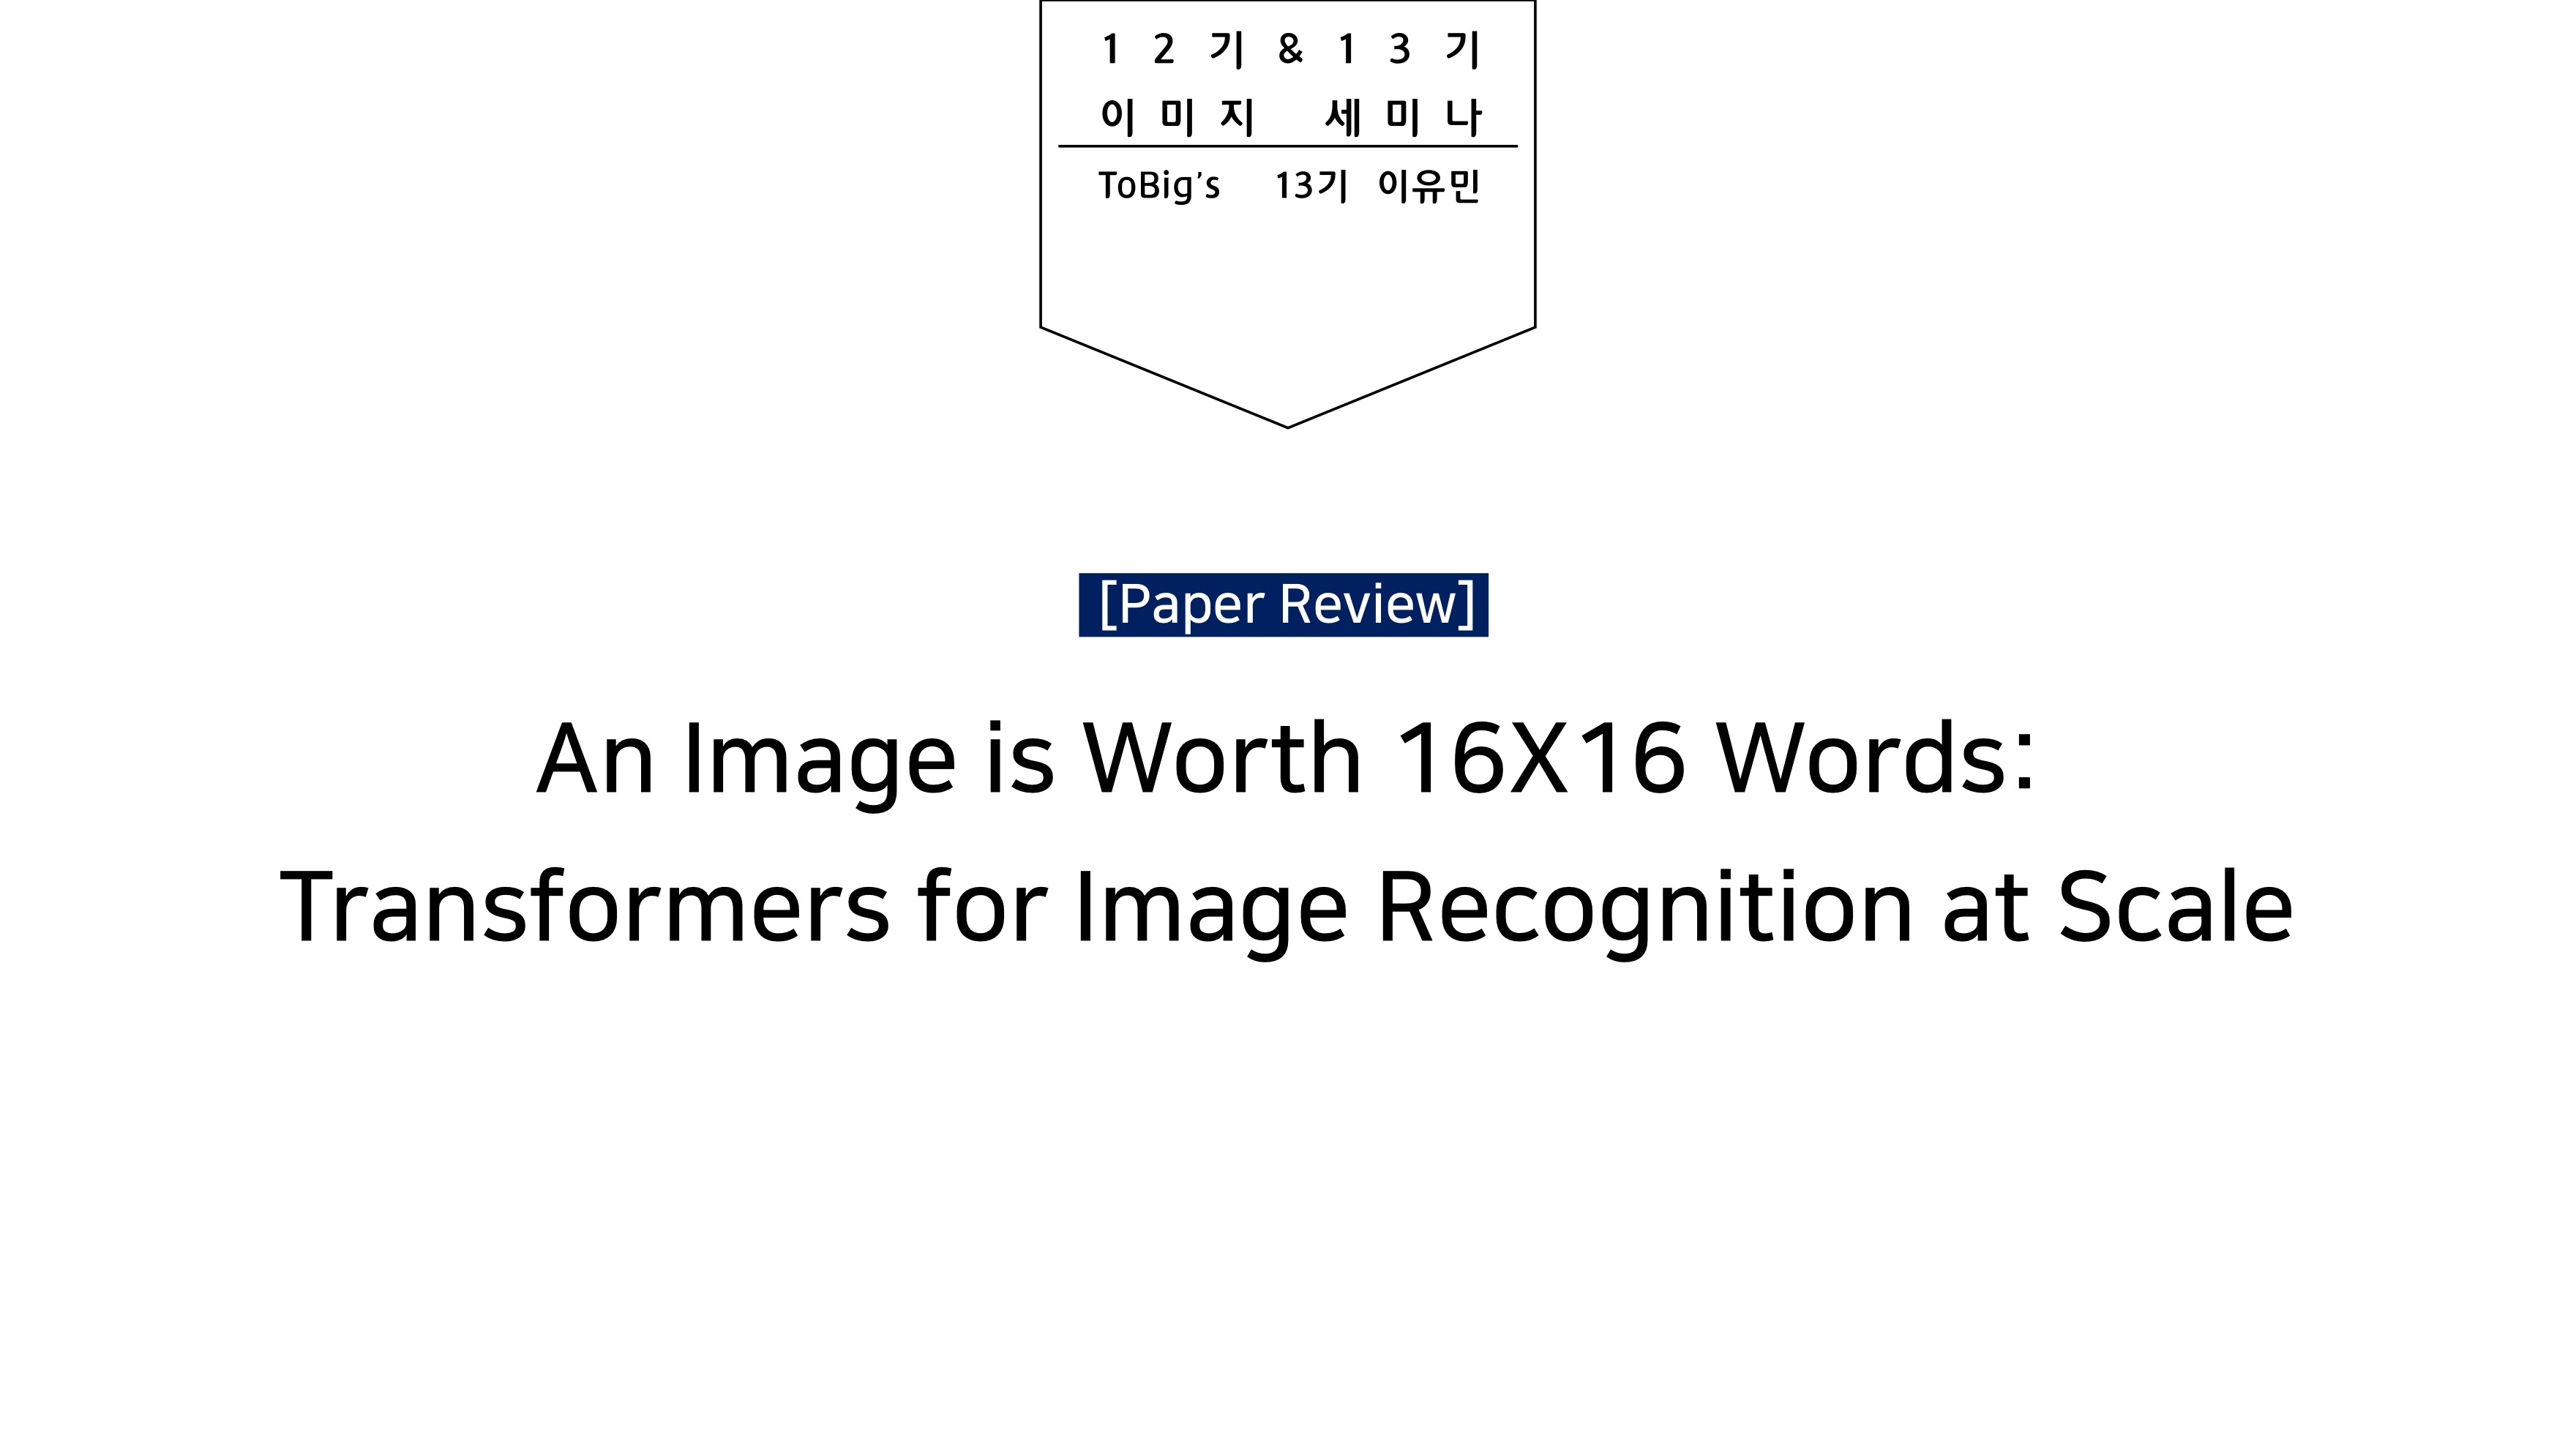 12기&13기
이미지 세미나
ToBig's 13기 이유민
[Paper Review]
An Image is Worth 16X16 Words:
Transformers for Image Recognition at Scale